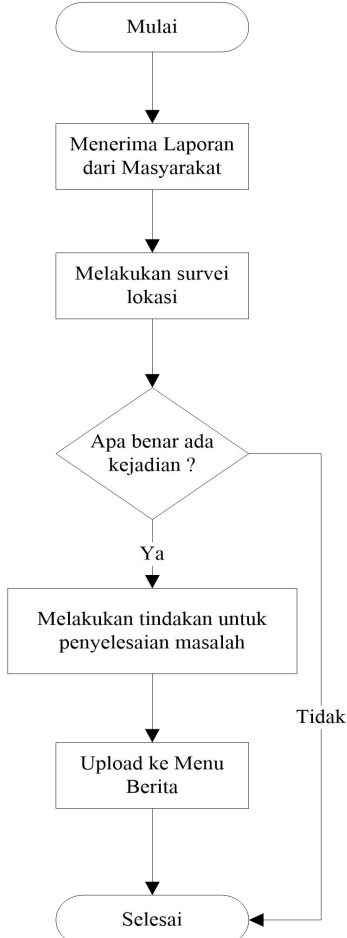 Mulai
Menerima Laporan
dari Masyarakat
Melakukan survei
lokasi
Apa benar ada
kejadian ?
Ya
Melakukan tindakan untuk
penyelesaian masalah
Tidak
Upload ke Menu
Berita
Selesai